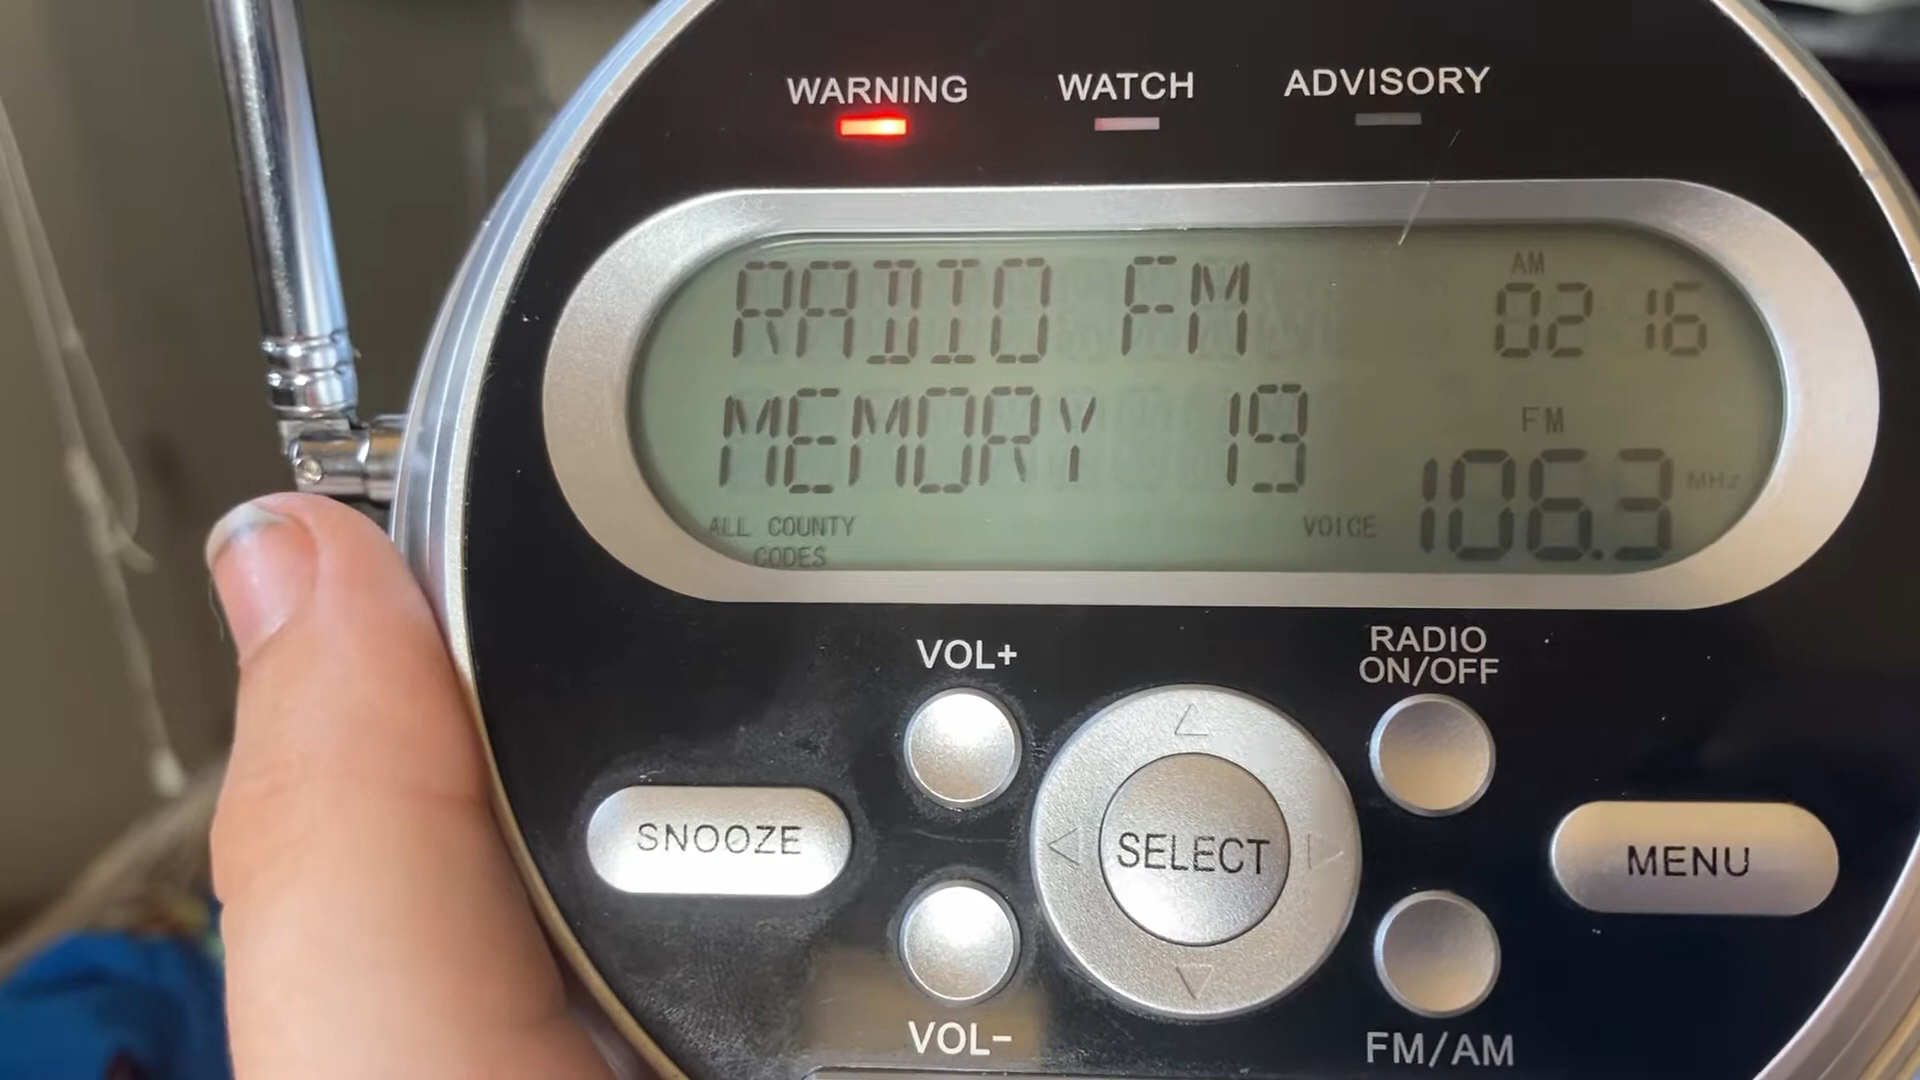 WARNING WATCH ADVISORY
RADIO FM AM 02 16
MEMORY 19 FM
106.3 MHz
ALL COUNTY CODES VOICE
VOL+
RADIO ON/OFF
SNOOZE
SELECT
MENU
VOL-
FM/AM